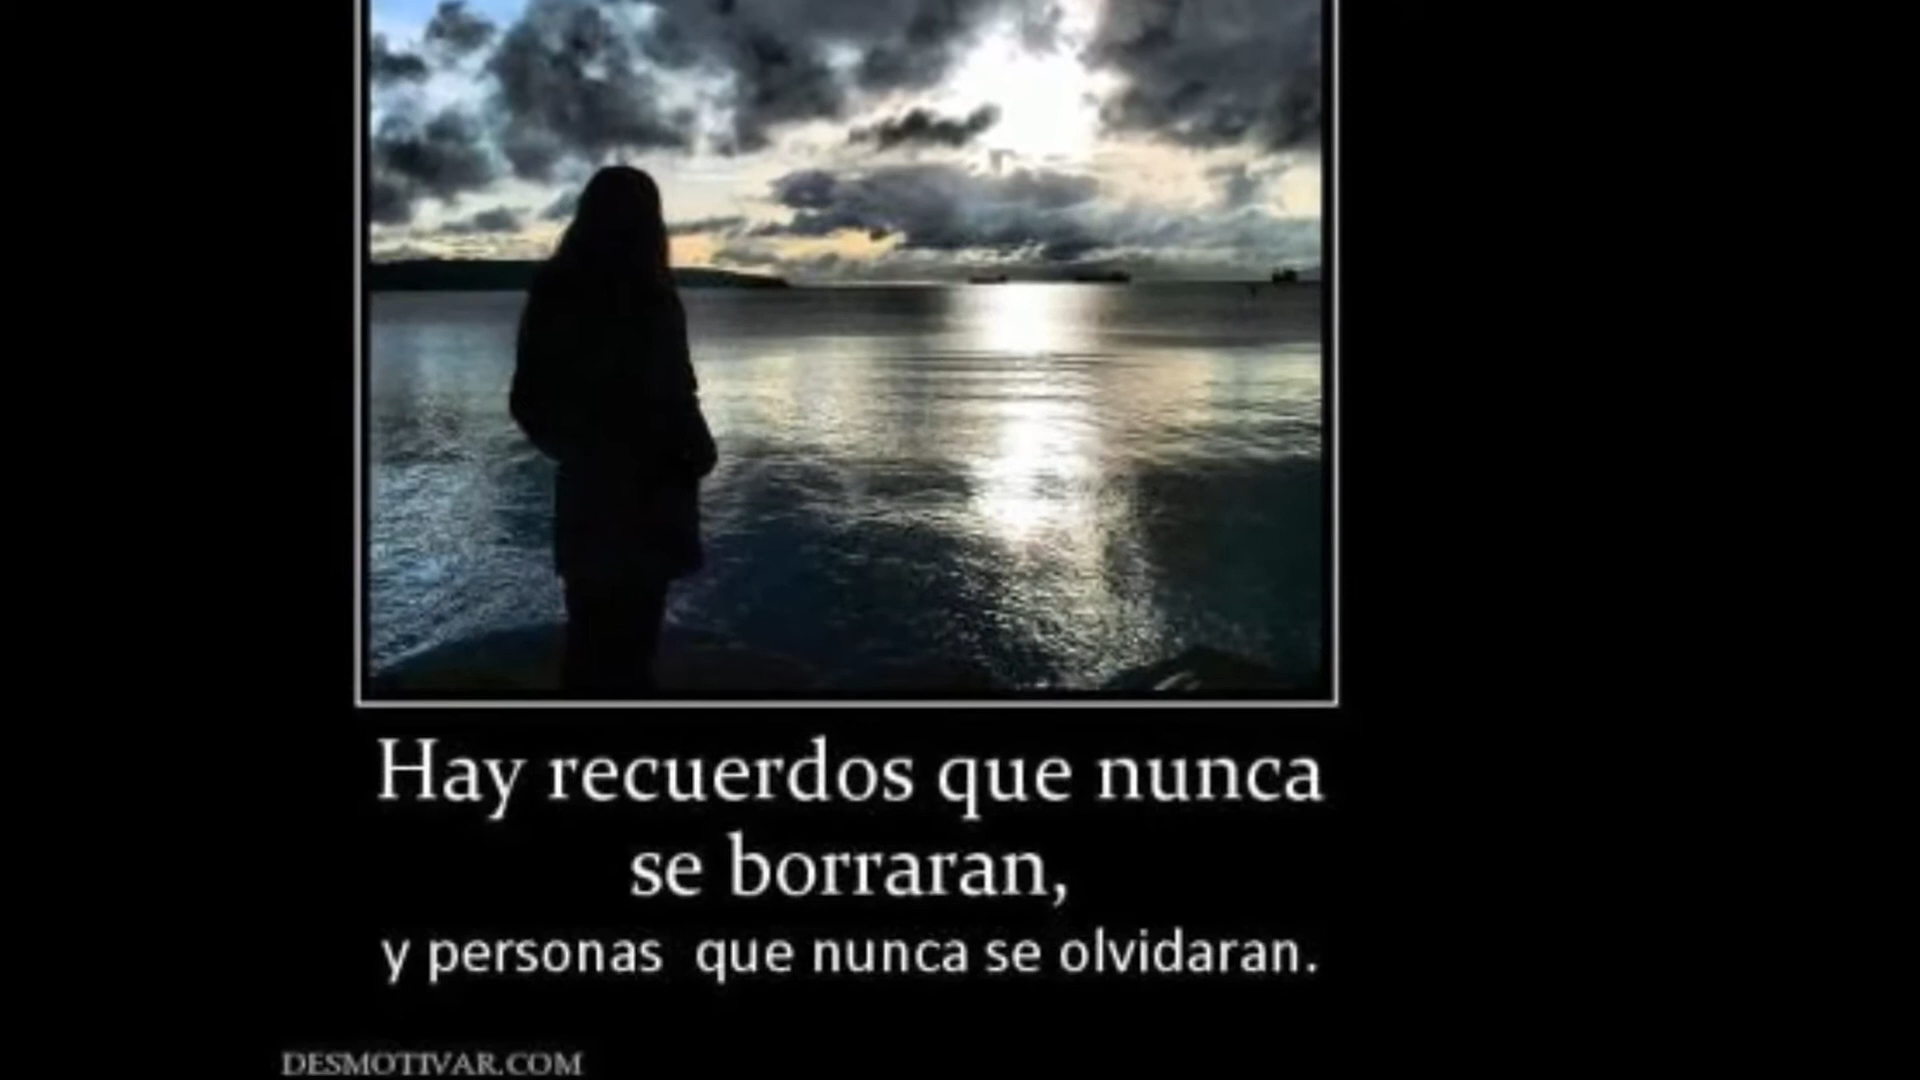 Hay recuerdos que nunca
se borraran,
y personas que nunca se olvidaran.
DESMOTIVAR.COM